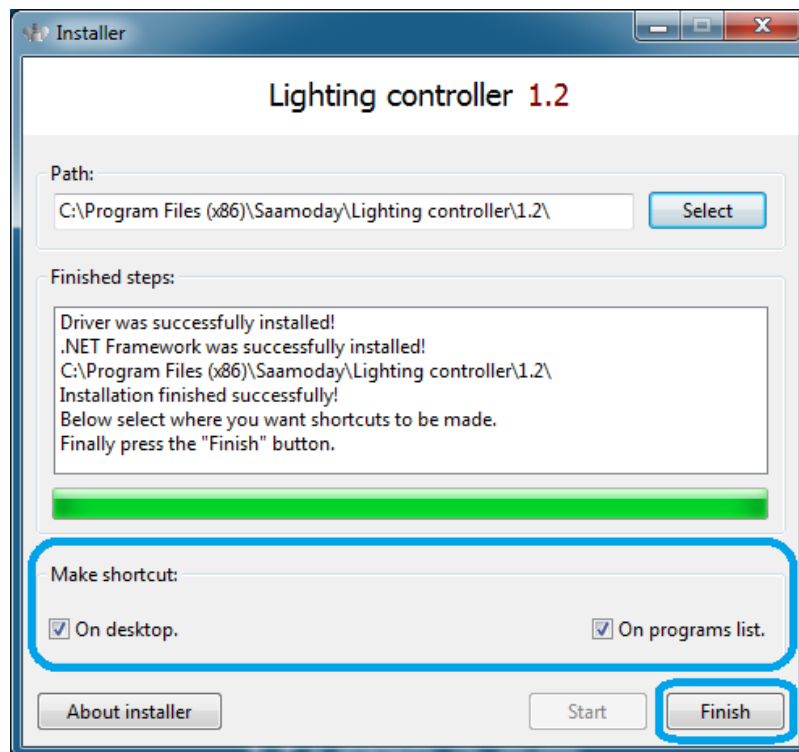 Installer
Lighting controller 1.2
Path:
C:\Program Files (x86)\Saamoday\Lighting controller\1.2\
Select
Finished steps:
Driver was successfully installed!
.NET Framework was successfully installed!
C:\Program Files (x86)\Saamoday\Lighting controller\1.2\
Installation finished successfully!
Below select where you want shortcuts to be made.
Finally press the "Finish" button.
Make shortcut:
On desktop.
On programs list.
About installer
Start
Finish